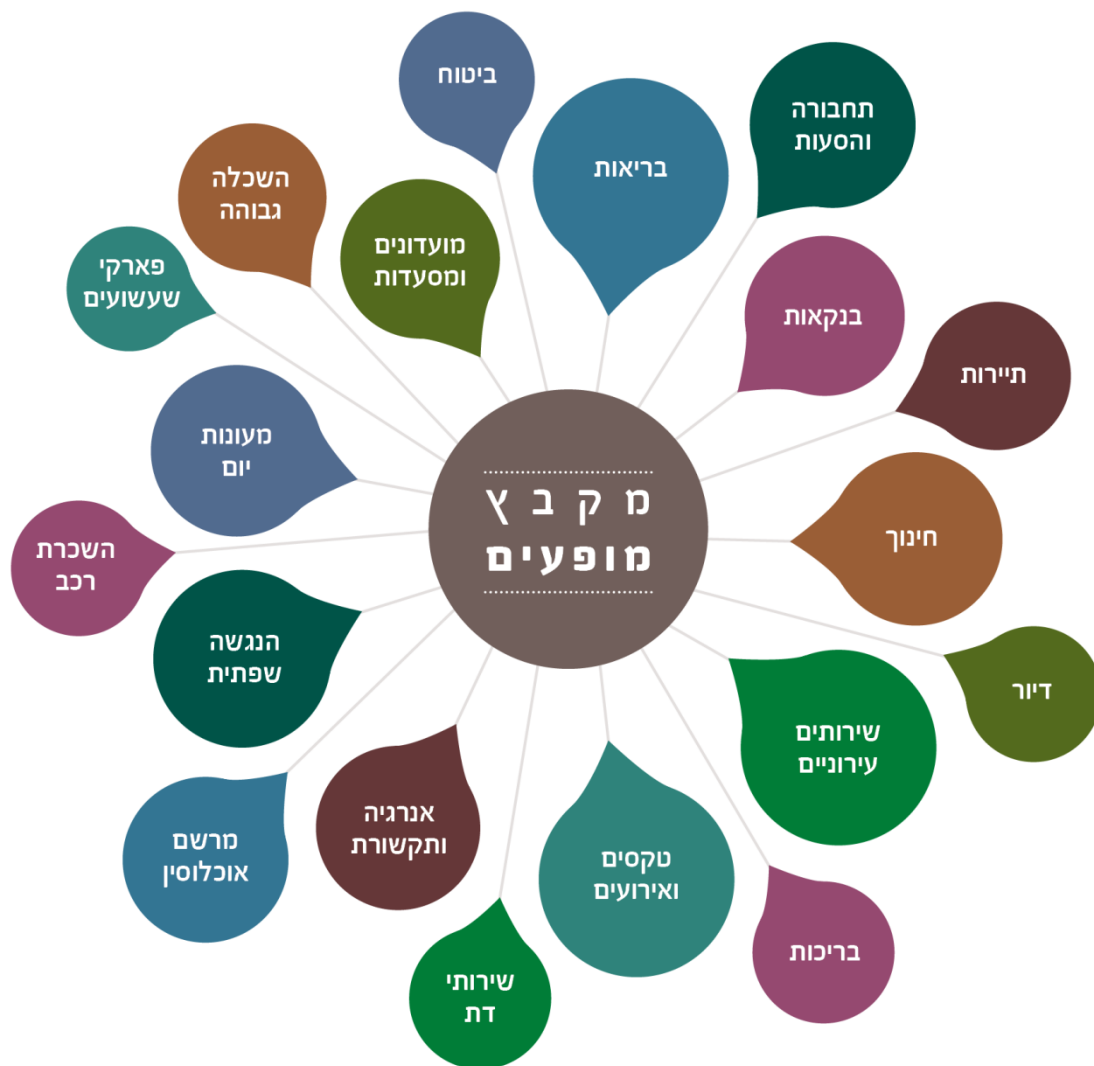 ביטוח
בריאות
תחבורה
והסעות
השכלה
גבוהה
מועדונים
ומסעדות
פארקי
שעשועים
בנקאות
תיירות
מעונות
יום
מקבץ
מופעים
חינוך
השכרת
רכב
הנגשה
שפתית
דיור
שירותים
עירוניים
אנרגיה
ותקשורת
מרשם
אוכלוסין
טקסים
ואירועים
בריכות
שירותי
דת